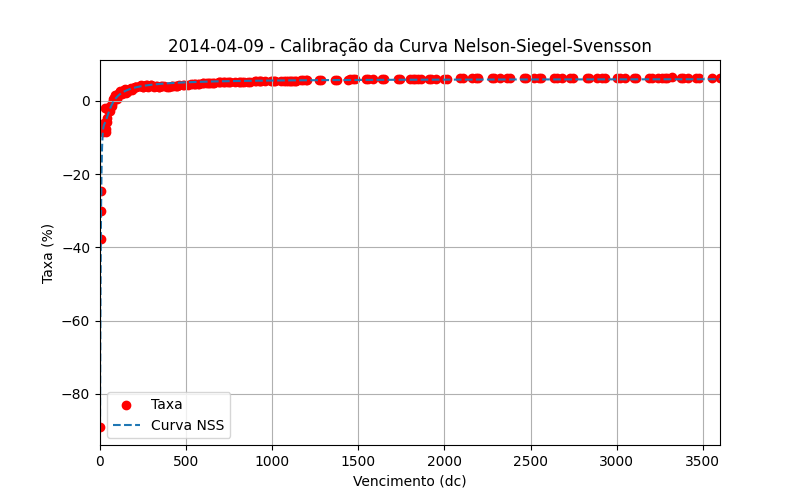 2014-04-09 - Calibração da Curva Nelson-Siegel-Svensson
Taxa (%)
0
−20
−40
−60
−80
Taxa
Curva NSS
0 500 1000 1500 2000 2500 3000 3500
Vencimento (dc)